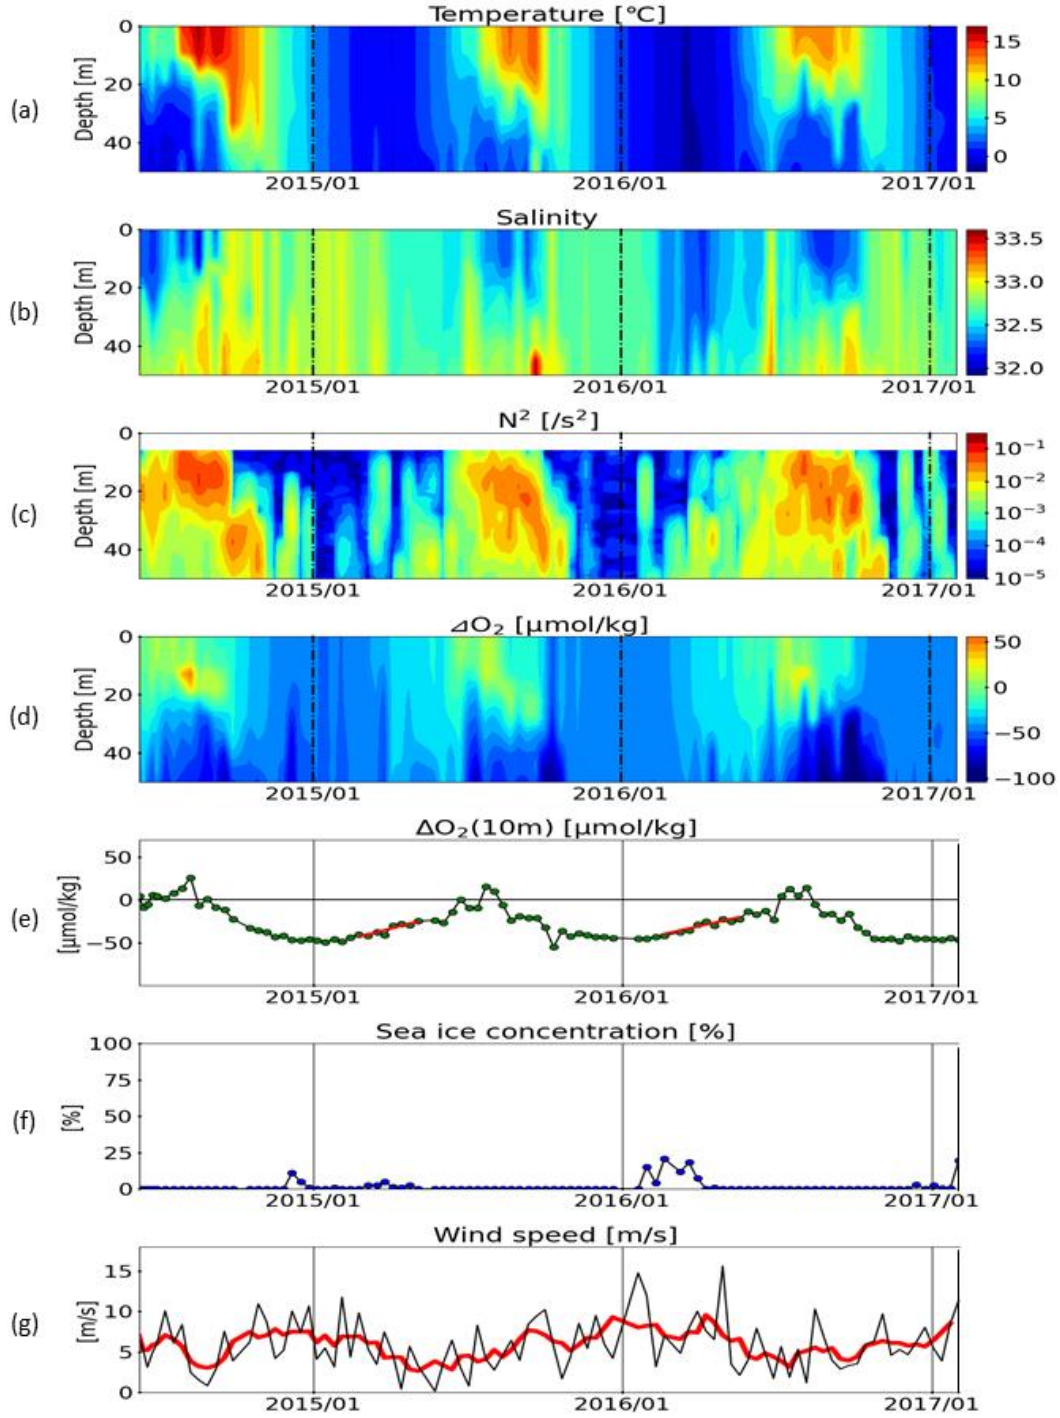 Temperature [°C]
(a)
Depth [m]
0
20
40
15
10
5
0
2015/01 2016/01 2017/01
Salinity
(b)
Depth [m]
0
20
40
33.5
33.0
32.5
32.0
2015/01 2016/01 2017/01
N² [/s²]
(c)
Depth [m]
0
20
40
10⁻¹
10⁻²
10⁻³
10⁻⁴
10⁻⁵
2015/01 2016/01 2017/01
⊿O₂ [μmol/kg]
(d)
Depth [m]
0
20
40
50
0
−50
−100
2015/01 2016/01 2017/01
ΔO₂(10m) [μmol/kg]
(e)
[μmol/kg]
50
0
−50
2015/01 2016/01 2017/01
Sea ice concentration [%]
(f)
[%]
100
75
50
25
0
2015/01 2016/01 2017/01
Wind speed [m/s]
(g)
[m/s]
15
10
5
0
2015/01 2016/01 2017/01